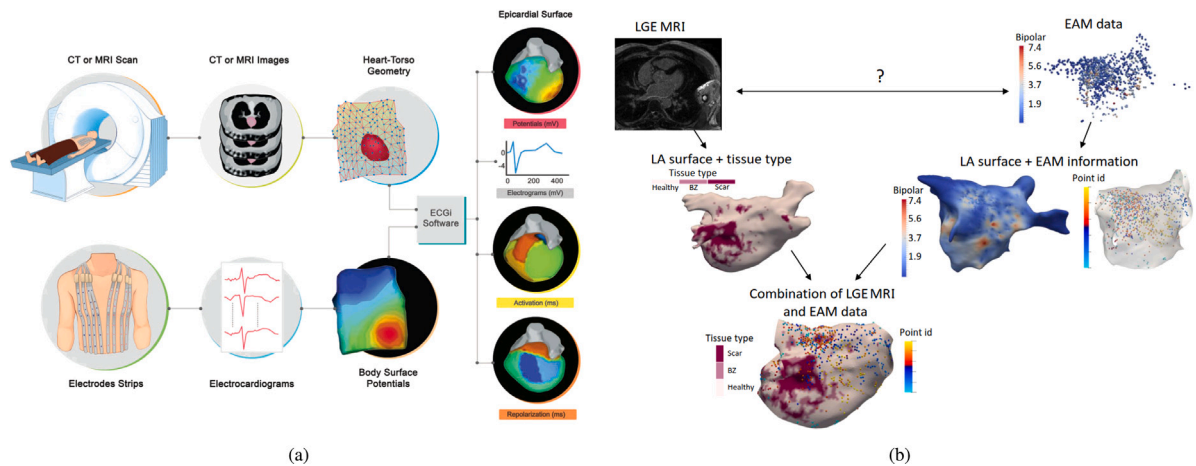 Epicardial Surface
CT or MRI Scan
CT or MRI Images
Heart-Torso
Geometry
Potentials (mV)
0
-4
0 200 400
Electrograms (mV)
ECGi
Software
Activation (ms)
Electrodes Strips
Electrocardiograms
Body Surface
Potentials
Repolarization (ms)
(a)
LGE MRI
EAM data
Bipolar
7.4
5.6
3.9
1.9
?
LA surface + tissue type
Tissue type
Healthy BZ Scar
LA surface + EAM information
Bipolar
7.4
5.6
3.9
1.9
Point id
Combination of LGE MRI
and EAM data
Tissue type
Scar
BZ
Healthy
Point id
(b)